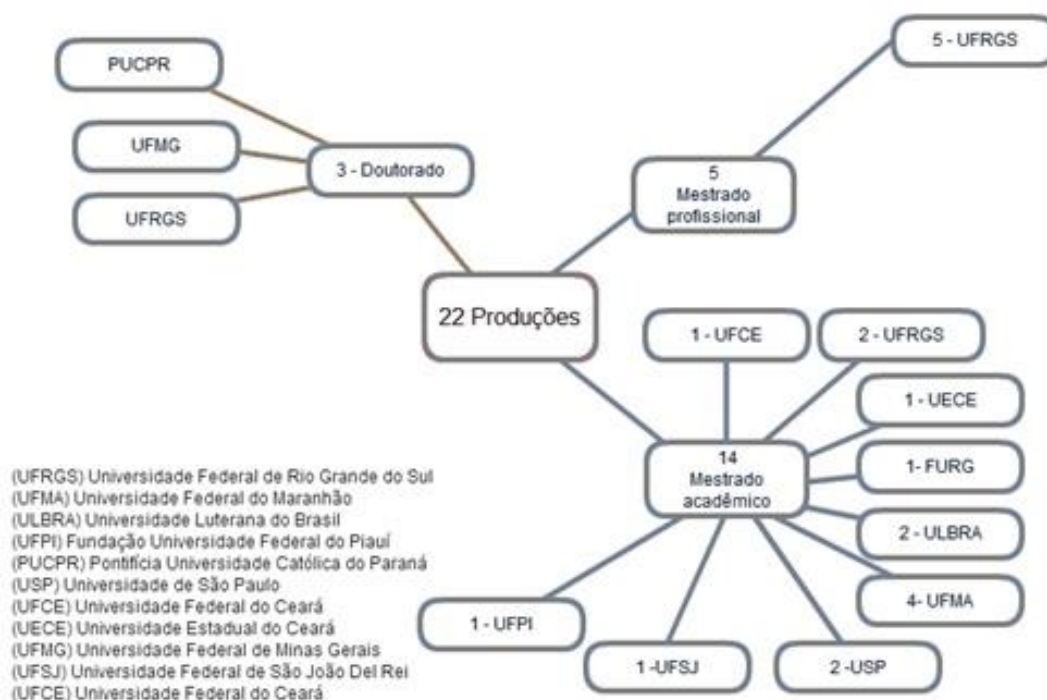 PUCPR
UFMG
UFRGS
3 - Doutorado
5 - UFRGS
5
Mestrado
profissional
22 Produções
1 - UFCE
2 - UFRGS
1 - UECE
1- FURG
2 - ULBRA
4- UFMA
14
Mestrado
acadêmico
1 - UFPI
1 -UFSJ
2 -USP
(UFRGS) Universidade Federal de Rio Grande do Sul
(UFMA) Universidade Federal do Maranhão
(ULBRA) Universidade Luterana do Brasil
(UFPI) Fundação Universidade Federal do Piauí
(PUCPR) Pontifícia Universidade Católica do Paraná
(USP) Universidade de São Paulo
(UFCE) Universidade Federal do Ceará
(UECE) Universidade Estadual do Ceará
(UFMG) Universidade Federal de Minas Gerais
(UFSJ) Universidade Federal de São João Del Rei
(UFCE) Universidade Federal do Ceará